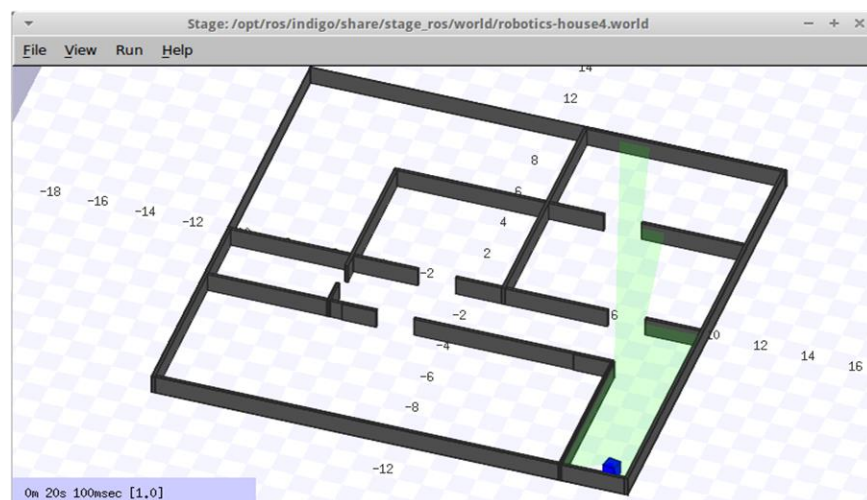 Stage: /opt/ros/indigo/share/stage_ros/world/robotics-house4.world
File View Run Help
14
12
8
6
4
2
-2
-2
-4
-6
-8
-12
-18 -16 -14 -12
6
10 12 14 16
0m 20s 100msec [1.0]